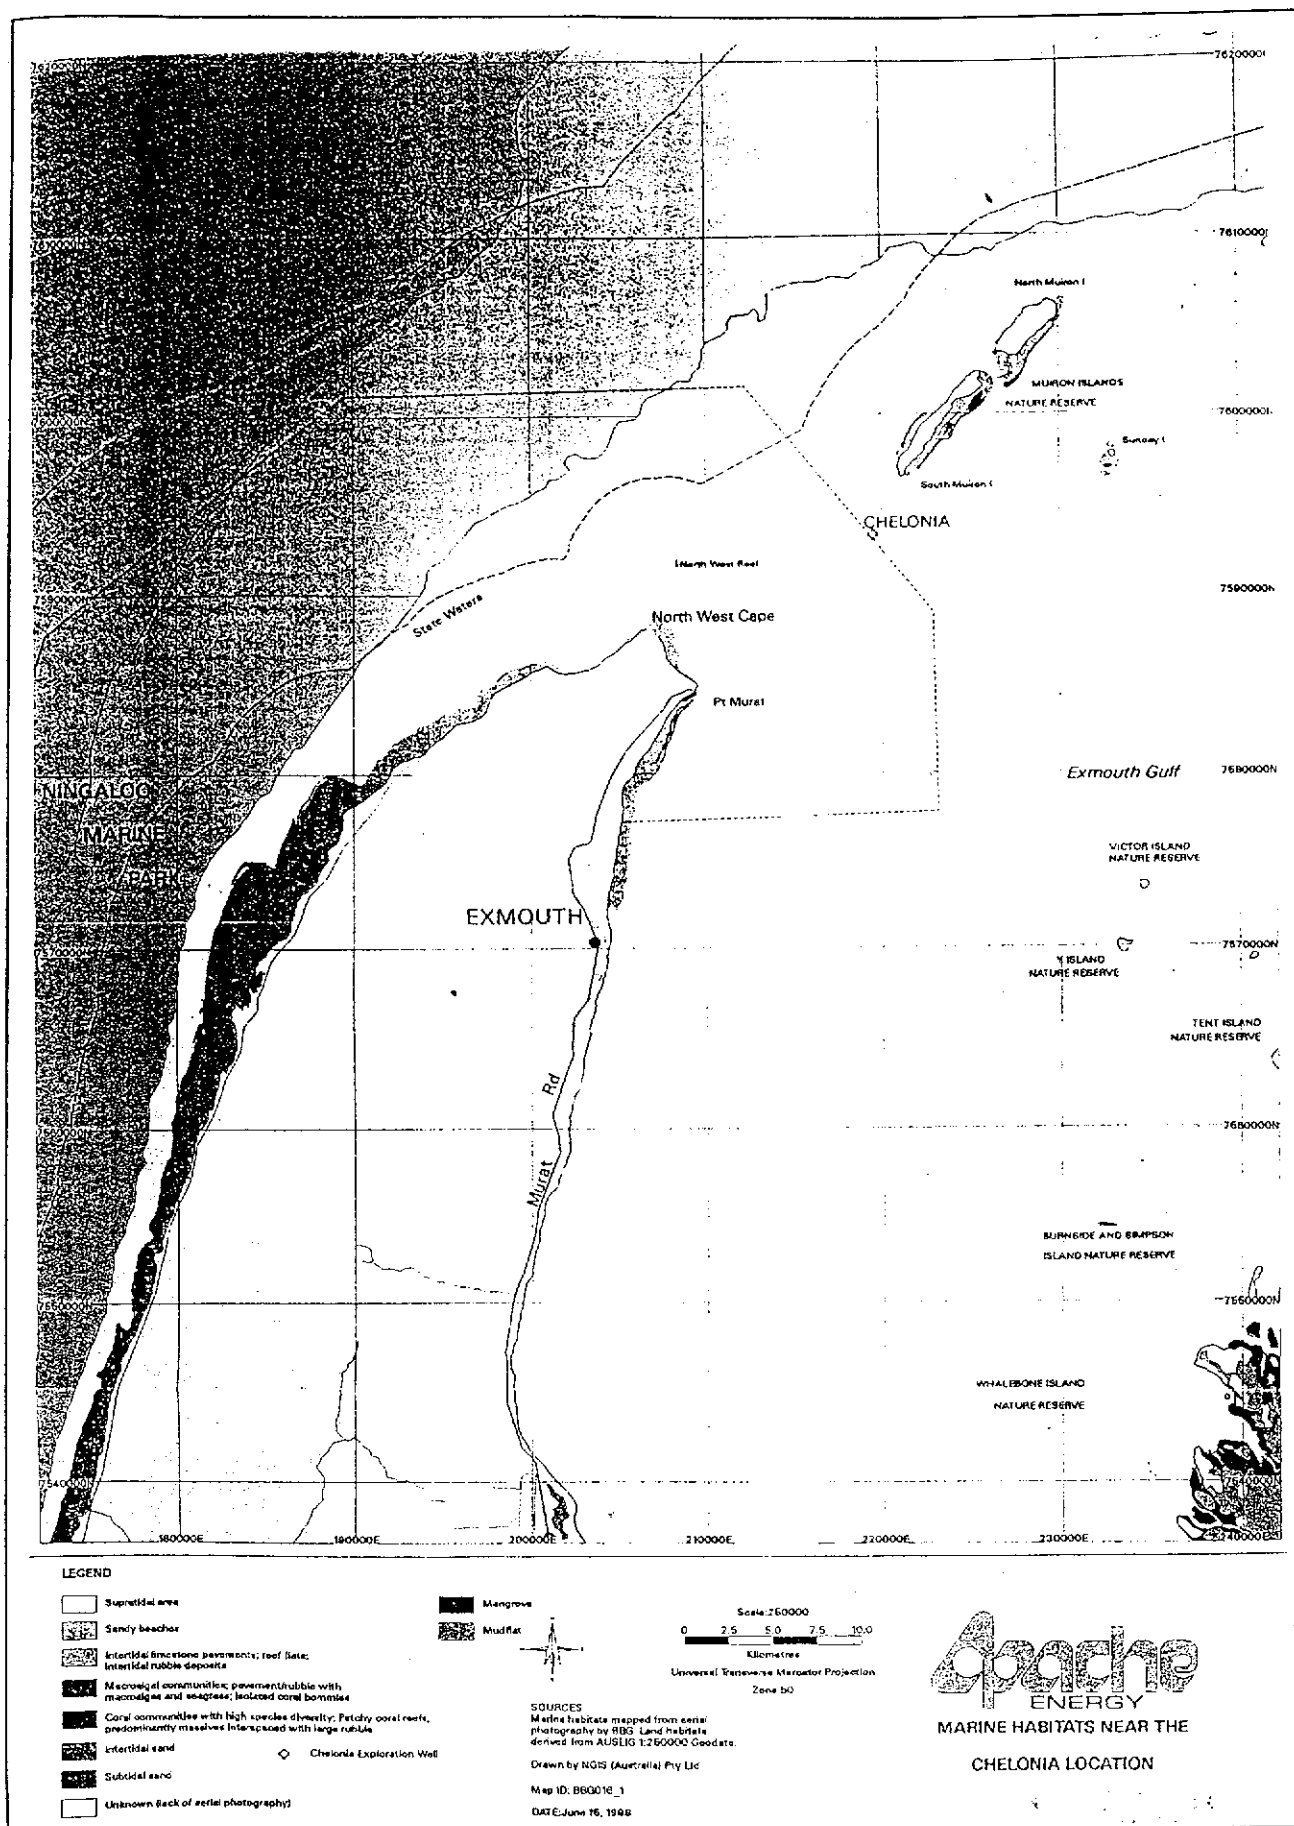 7620000N
7620000N
7610000N
7610000N
North Muiron I
MUIRON ISLANDS
NATURE RESERVE
7600000N
7600000N
Sunday I
South Muiron I
CHELONIA
North West Reef
7590000N
7590000N
State Waters
North West Cape
Pt Murat
Exmouth Gulf
7580000N
NINGALOO
MARINE
PARK
VICTOR ISLAND
NATURE RESERVE
EXMOUTH
7570000N
7570000N
Y ISLAND
NATURE RESERVE
TENT ISLAND
NATURE RESERVE
Murat Rd
7560000N
7560000N
BURNSIDE AND SIMPSON
ISLAND NATURE RESERVE
7550000N
7550000N
WHALEBONE ISLAND
NATURE RESERVE
7540000N
7540000N
180000E
190000E
200000E
210000E
220000E
230000E
240000E
LEGEND
Supratidal area
Sandy beaches
Intertidal limestone pavements; reef flats;
Intertidal rubble deposits
Macroalgal communities; pavement/rubble with
macroalgae and seagrass; isolated coral bommies
Coral communities with high species diversity; Patchy coral reefs,
predominantly massives interspaced with large rubble
Intertidal sand
Subtidal sand
Unknown (lack of aerial photography)
Mangrove
Mudflat
Chelonia Exploration Well
Scale:250000
0 2.5 5.0 7.5 10.0
Kilometres
Universal Transverse Mercator Projection
Zone 50
SOURCES
Marine habitats mapped from aerial
photography by BBG. Land habitats
derived from AUSLIG 1:250000 Geodata.
Drawn by NGIS (Australia) Pty Ltd
Map ID: BBG016_1
DATE:June 16, 1998
Apache
ENERGY
MARINE HABITATS NEAR THE
CHELONIA LOCATION